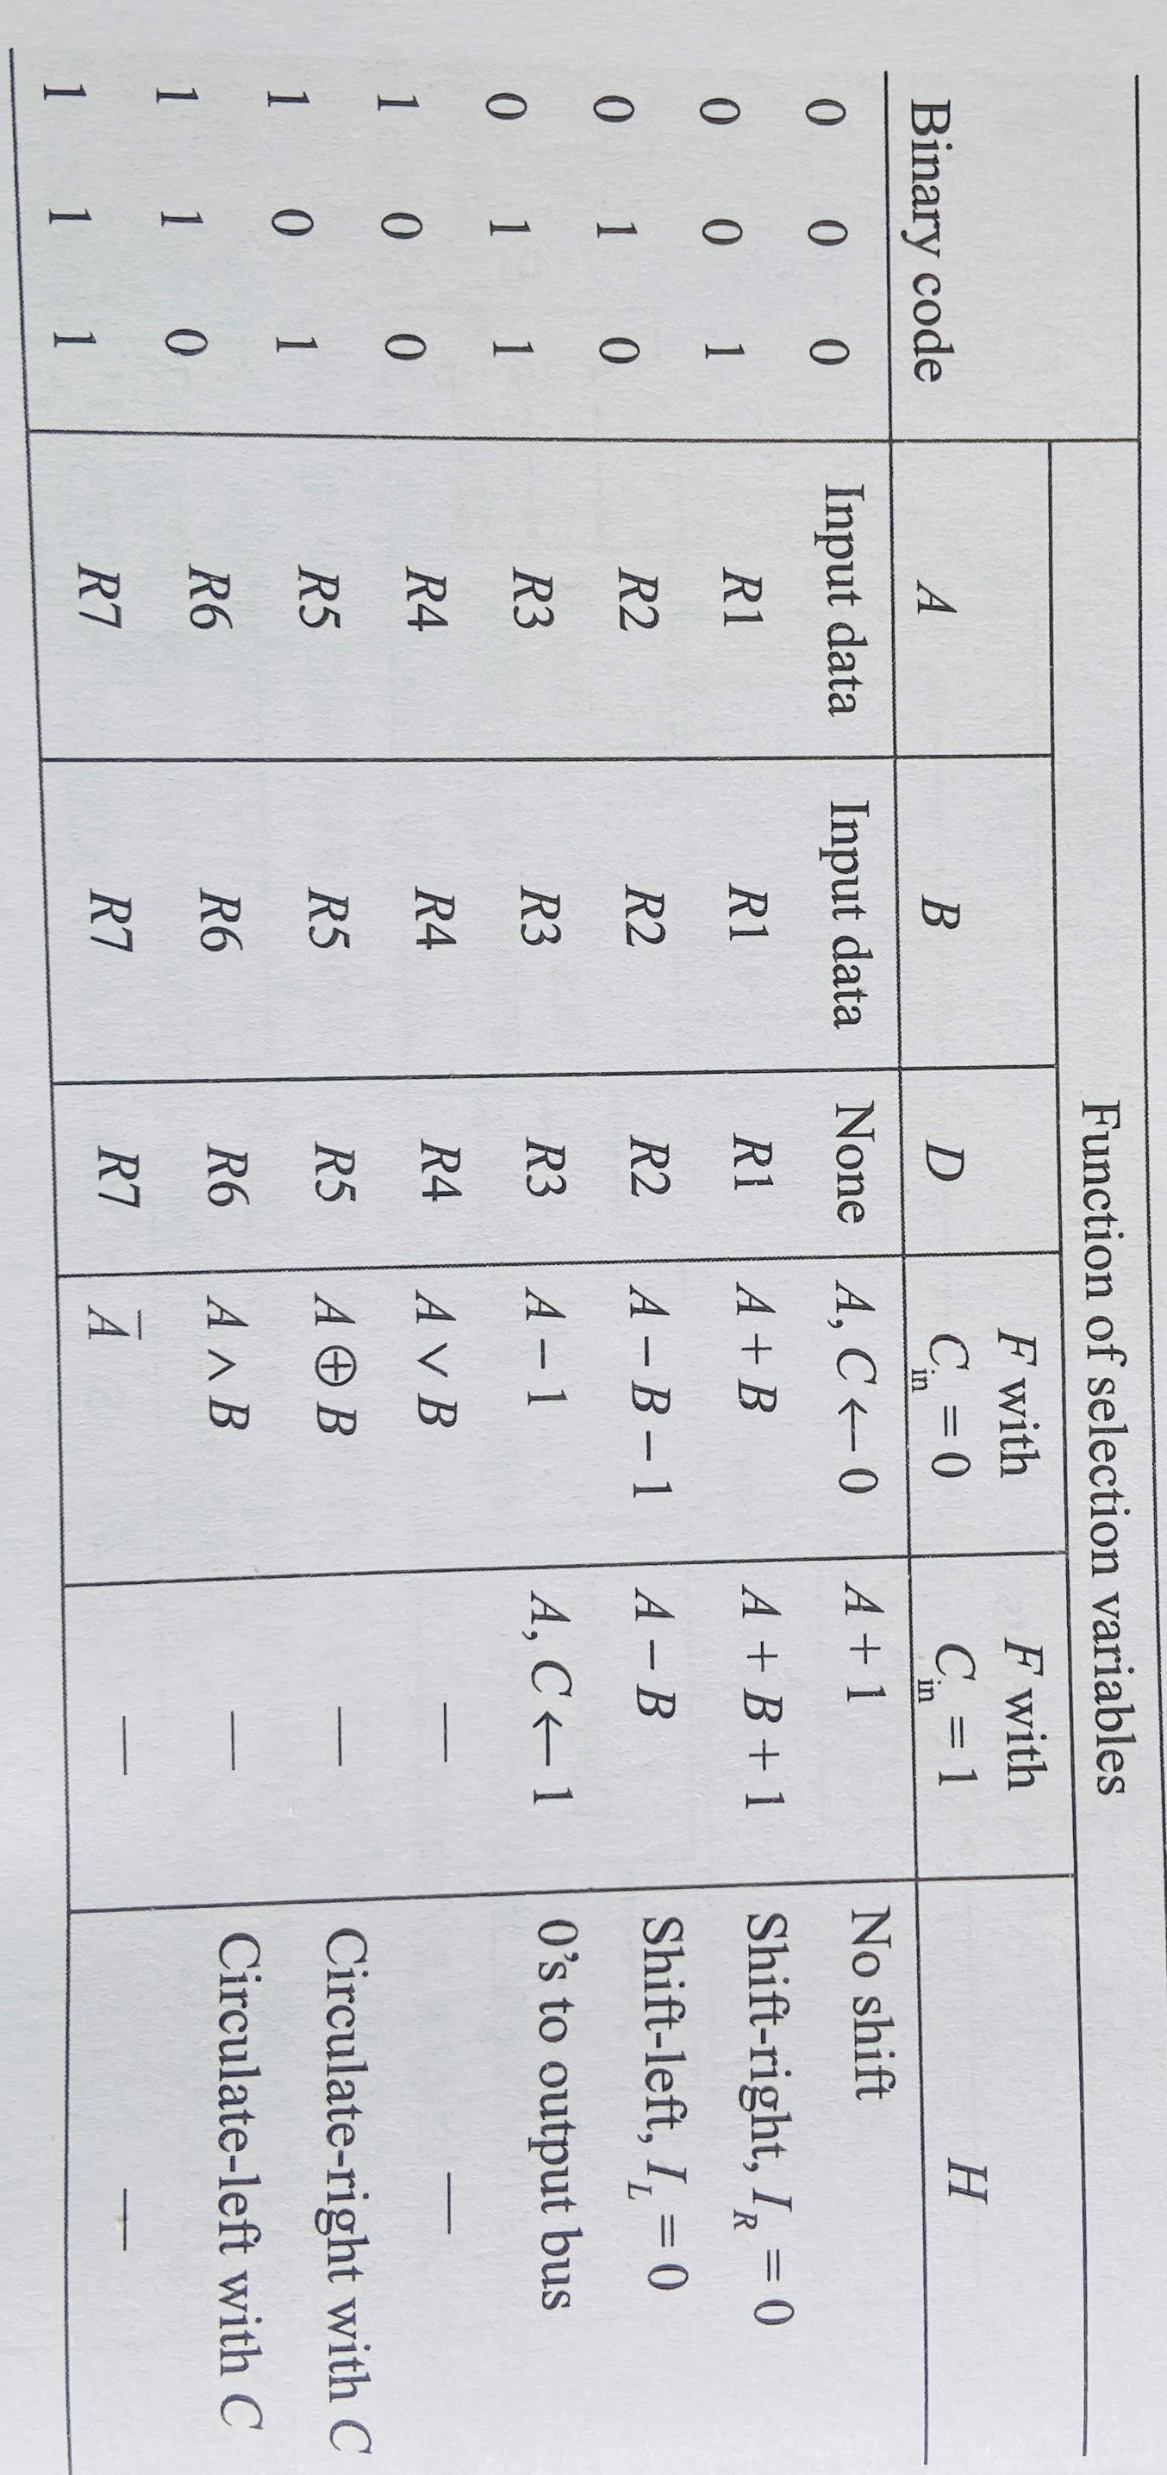 Function of selection variables
Binary code A B D F with C_in = 0 F with C_in = 1 H
0 0 0 Input data Input data None A, C ← 0 A + 1 No shift
0 0 1 R1 R1 R1 A + B A + B + 1 Shift-right, I_R = 0
0 1 0 R2 R2 R2 A − B − 1 A − B Shift-left, I_L = 0
0 1 1 R3 R3 R3 A − 1 A, C ← 1 0’s to output bus
1 0 0 R4 R4 R4 A ∨ B — —
1 0 1 R5 R5 R5 A ⊕ B — Circulate-right with C
1 1 0 R6 R6 R6 A ∧ B — Circulate-left with C
1 1 1 R7 R7 R7 A̅ — —